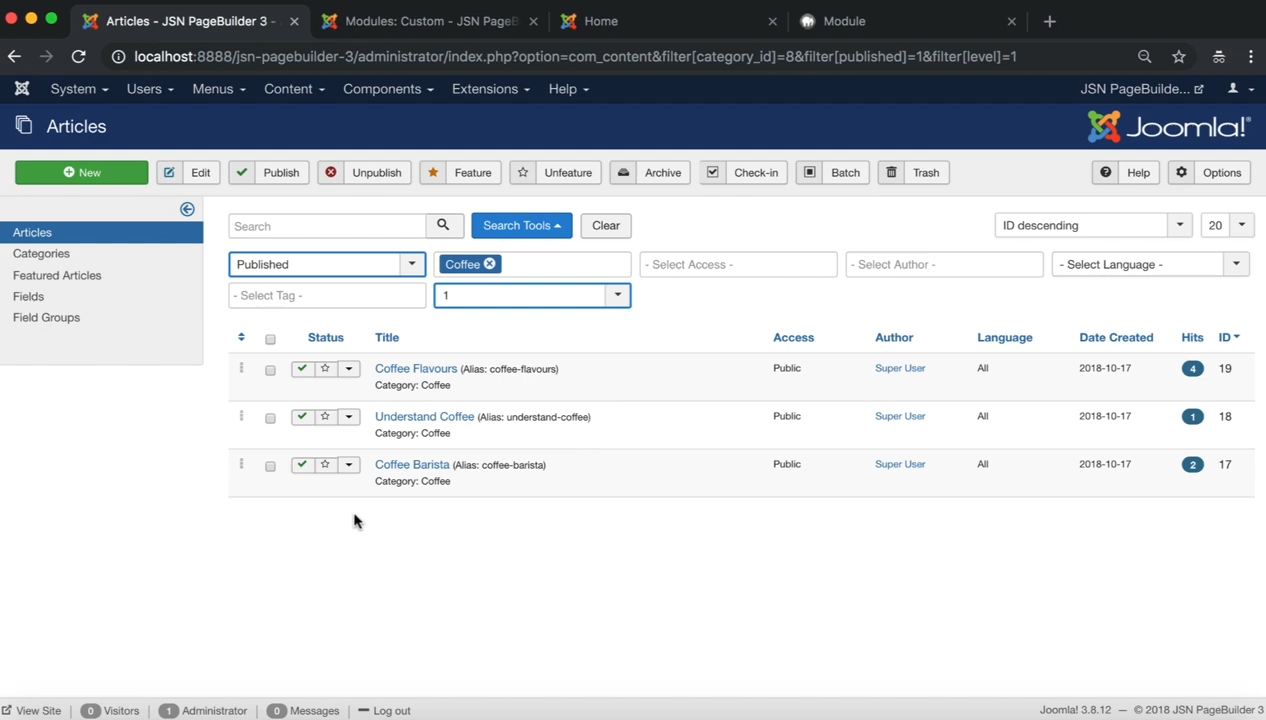 Articles - JSN PageBuilder 3 - Modules: Custom - JSN PageB Home Module
localhost:8888/jsn-pagebuilder-3/administrator/index.php?option=com_content&filter[category_id]=8&filter[published]=1&filter[level]=1
System Users Menus Content Components Extensions Help JSN PageBuilde...
Articles Joomla!®
New Edit Publish Unpublish Feature Unfeature Archive Check-in Batch Trash Help Options
Articles
Categories
Featured Articles
Fields
Field Groups
Search Search Tools Clear ID descending 20
Published Coffee - Select Access - - Select Author - - Select Language -
- Select Tag - 1
Status Title Access Author Language Date Created Hits ID
Coffee Flavours (Alias: coffee-flavours) Public Super User All 2018-10-17 4 19
Category: Coffee
Understand Coffee (Alias: understand-coffee) Public Super User All 2018-10-17 1 18
Category: Coffee
Coffee Barista (Alias: coffee-barista) Public Super User All 2018-10-17 2 17
Category: Coffee
View Site 0 Visitors 1 Administrator 0 Messages Log out Joomla! 3.8.12 — © 2018 JSN PageBuilder 3